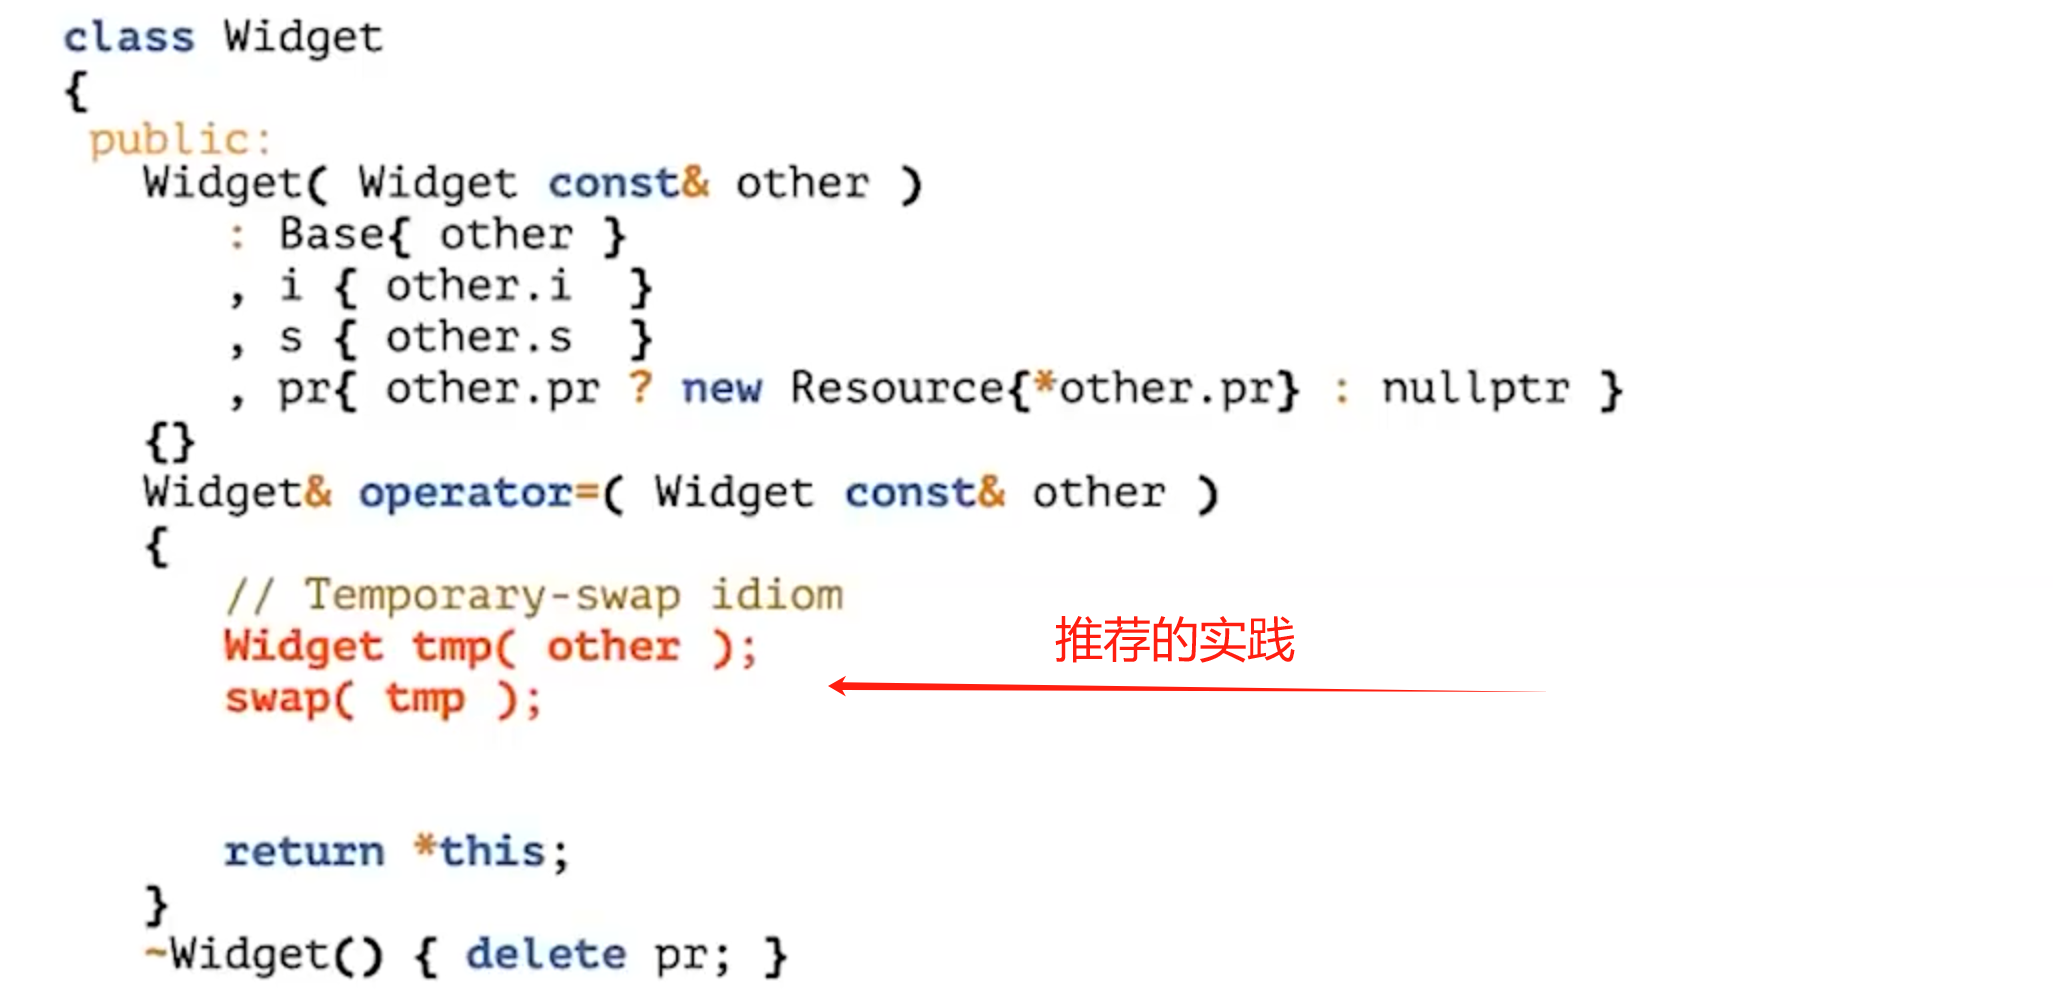 class Widget
{
public:
Widget( Widget const& other )
: Base{ other }
, i { other.i }
, s { other.s }
, pr{ other.pr ? new Resource{*other.pr} : nullptr }
{}
Widget& operator=( Widget const& other )
{
// Temporary-swap idiom
Widget tmp( other );
推荐的实践
swap( tmp );
return *this;
}
~Widget() { delete pr; }